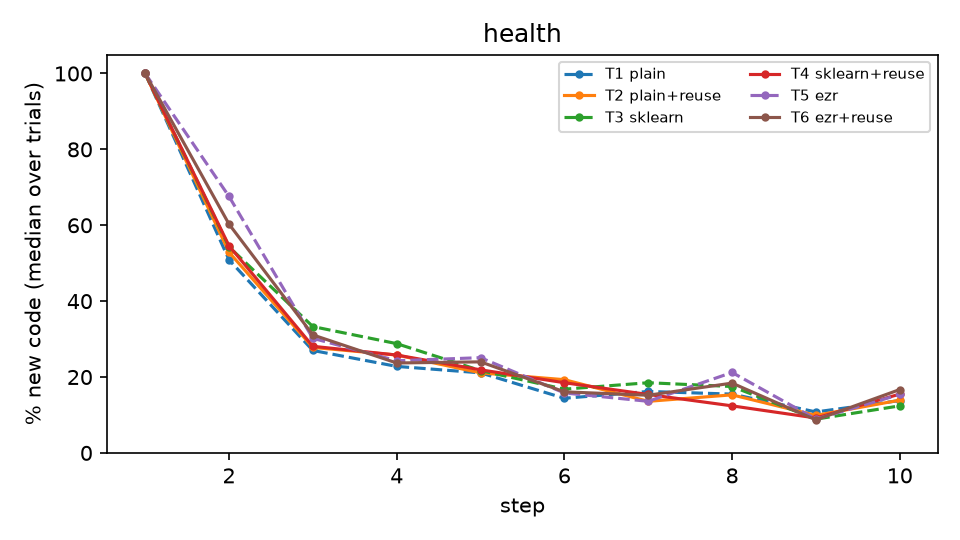 health
% new code (median over trials)
100
80
60
40
20
0
T1 plain
T2 plain+reuse
T3 sklearn
T4 sklearn+reuse
T5 ezr
T6 ezr+reuse
2 4 6 8 10
step